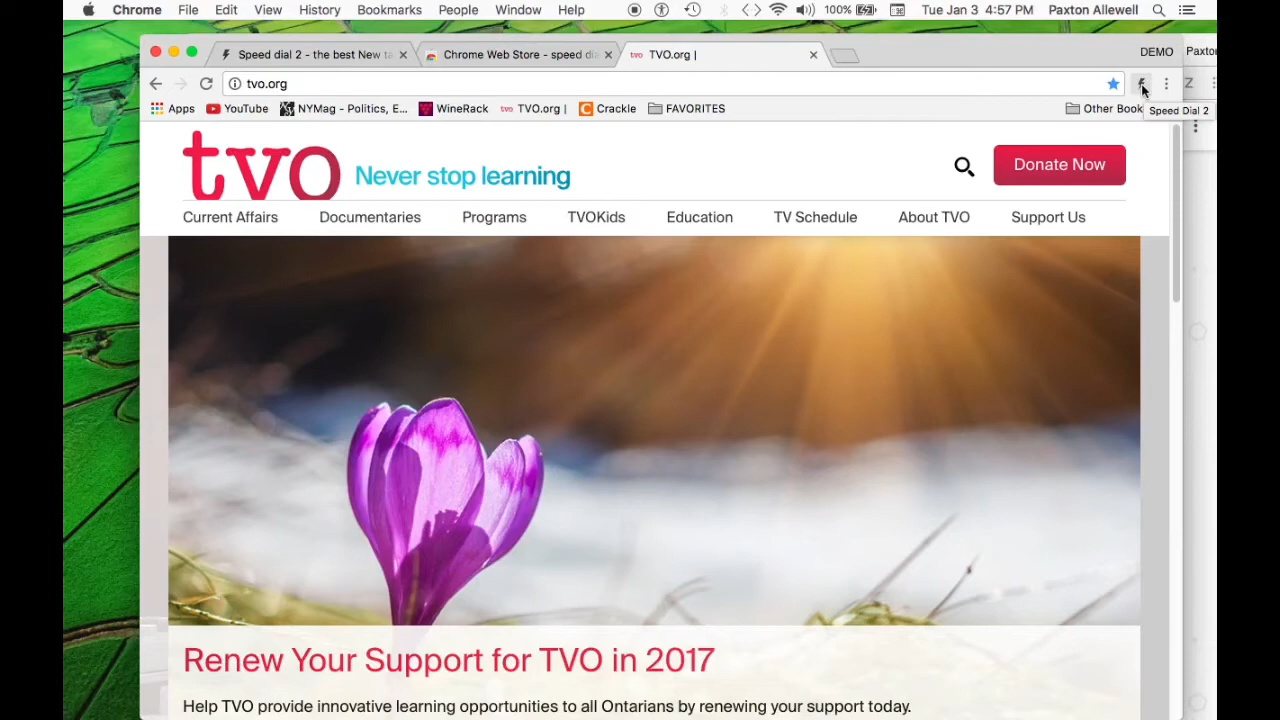 Chrome File Edit View History Bookmarks People Window Help 100% Tue Jan 3 4:57 PM Paxton Allewell
Speed dial 2 - the best New ta Chrome Web Store - speed dia TVO.org | DEMO Paxto
tvo.org Z
Apps YouTube NYMag - Politics, E... WineRack TVO.org | Crackle FAVORITES Other Book
Speed Dial 2
tvo Never stop learning
Donate Now
Current Affairs Documentaries Programs TVOKids Education TV Schedule About TVO Support Us
Renew Your Support for TVO in 2017
Help TVO provide innovative learning opportunities to all Ontarians by renewing your support today.